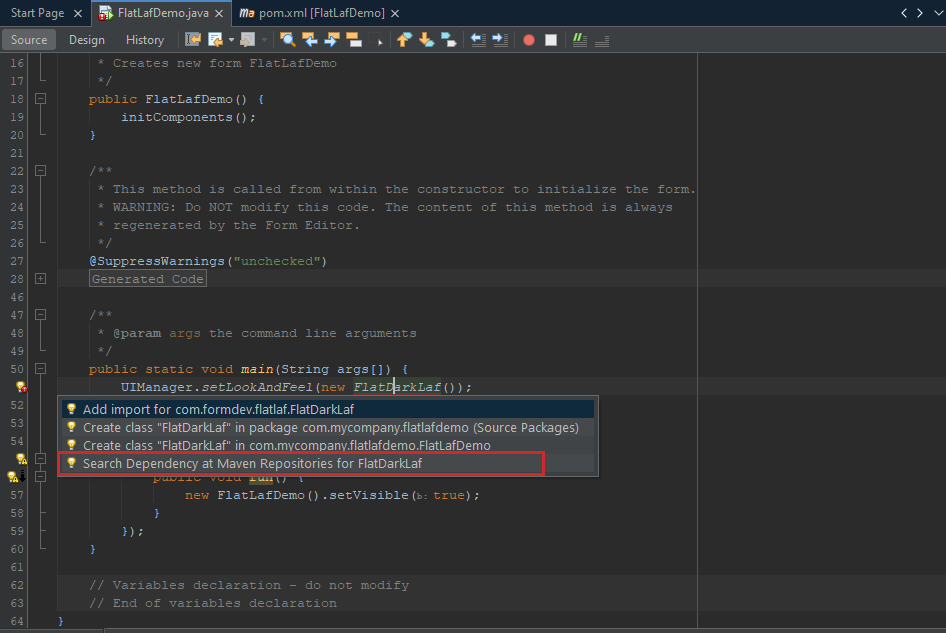 Start Page FlatLafDemo.java ma pom.xml [FlatLafDemo]
Source Design History
16 * Creates new form FlatLafDemo
17 */
18 public FlatLafDemo() {
19 initComponents();
20 }
21
22 /**
23 * This method is called from within the constructor to initialize the form.
24 * WARNING: Do NOT modify this code. The content of this method is always
25 * regenerated by the Form Editor.
26 */
27 @SuppressWarnings("unchecked")
28 Generated Code
46
47 /**
48 * @param args the command line arguments
49 */
50 public static void main(String args[]) {
UIManager.setLookAndFeel(new FlatDarkLaf());
52 Add import for com.formdev.flatlaf.FlatDarkLaf
53 Create class "FlatDarkLaf" in package com.mycompany.flatlafdemo (Source Packages)
54 Create class "FlatDarkLaf" in com.mycompany.flatlafdemo.FlatLafDemo
Search Dependency at Maven Repositories for FlatDarkLaf
public void run() {
57 new FlatLafDemo().setVisible(b: true);
58 }
59 });
60 }
61
62 // Variables declaration - do not modify
63 // End of variables declaration
64 }